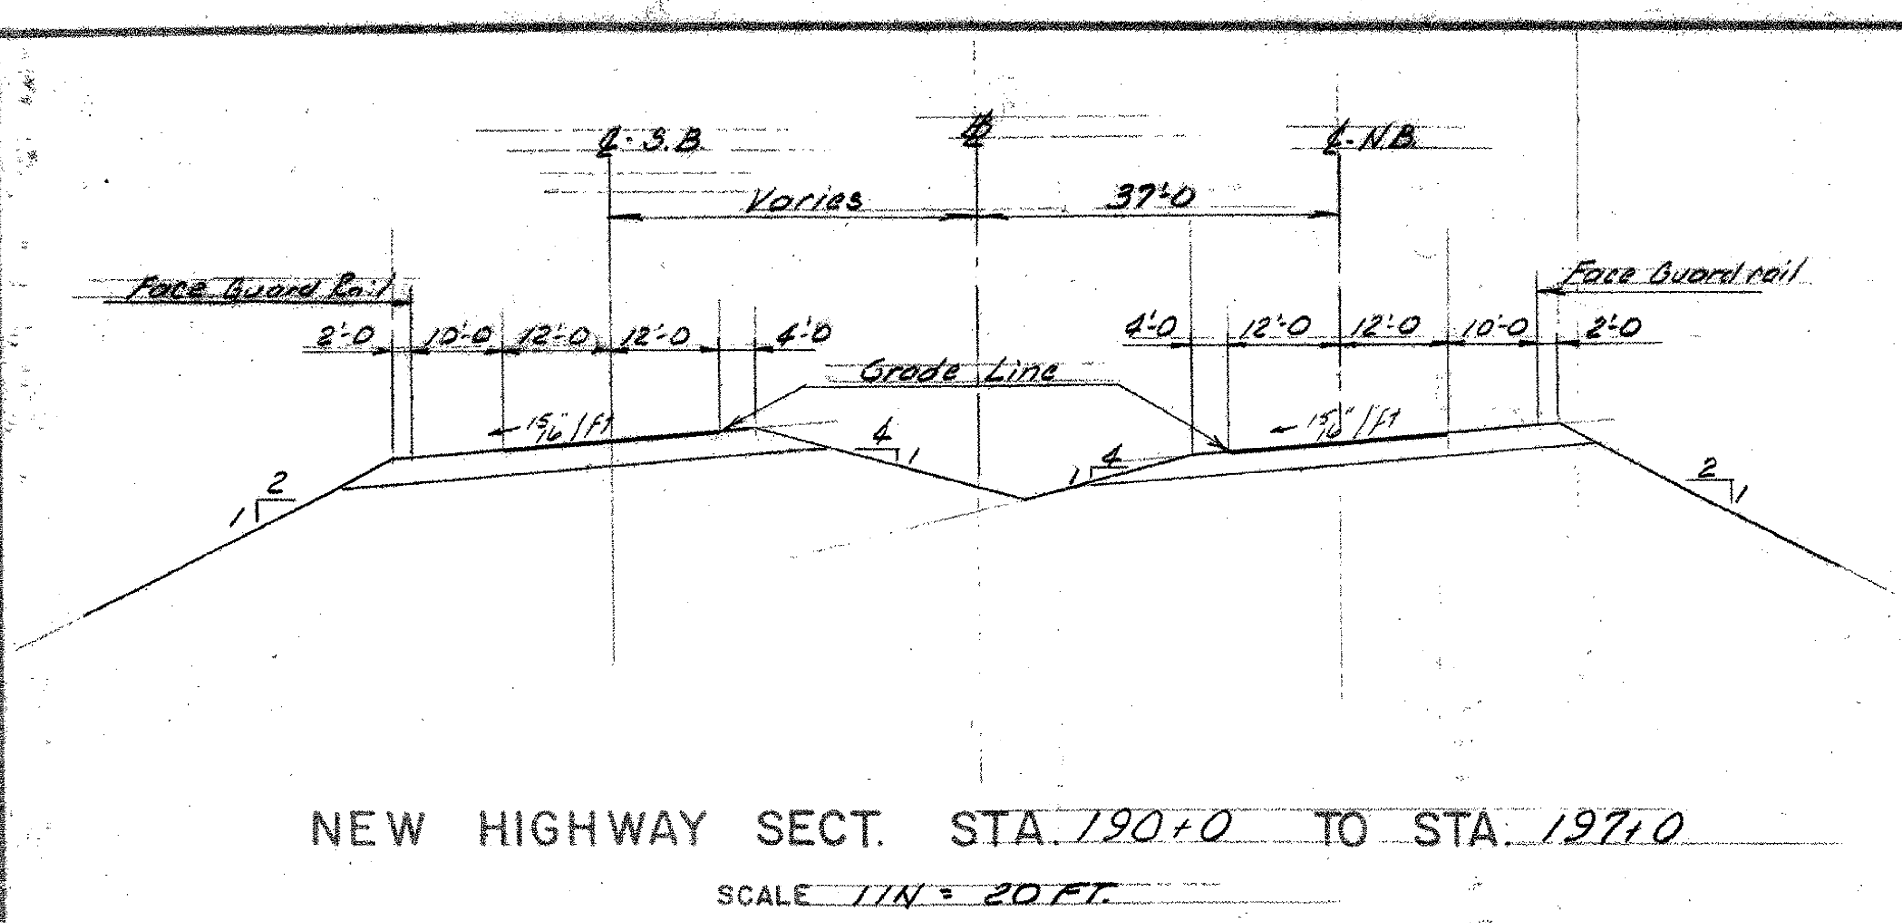 ℄-S.B.
℄
℄-N.B.
Varies
37'-0
Face Guard Rail
Face Guard rail
2'-0 10'-0 12'-0 12'-0 4'-0
4'-0 12'-0 12'-0 10'-0 2'-0
Grade Line
15/16"/ft
15/16"/ft
4
1
4
1
2
1
2
1
NEW HIGHWAY SECT. STA. 190+0 TO STA. 197+0
SCALE 1 IN = 20 FT.